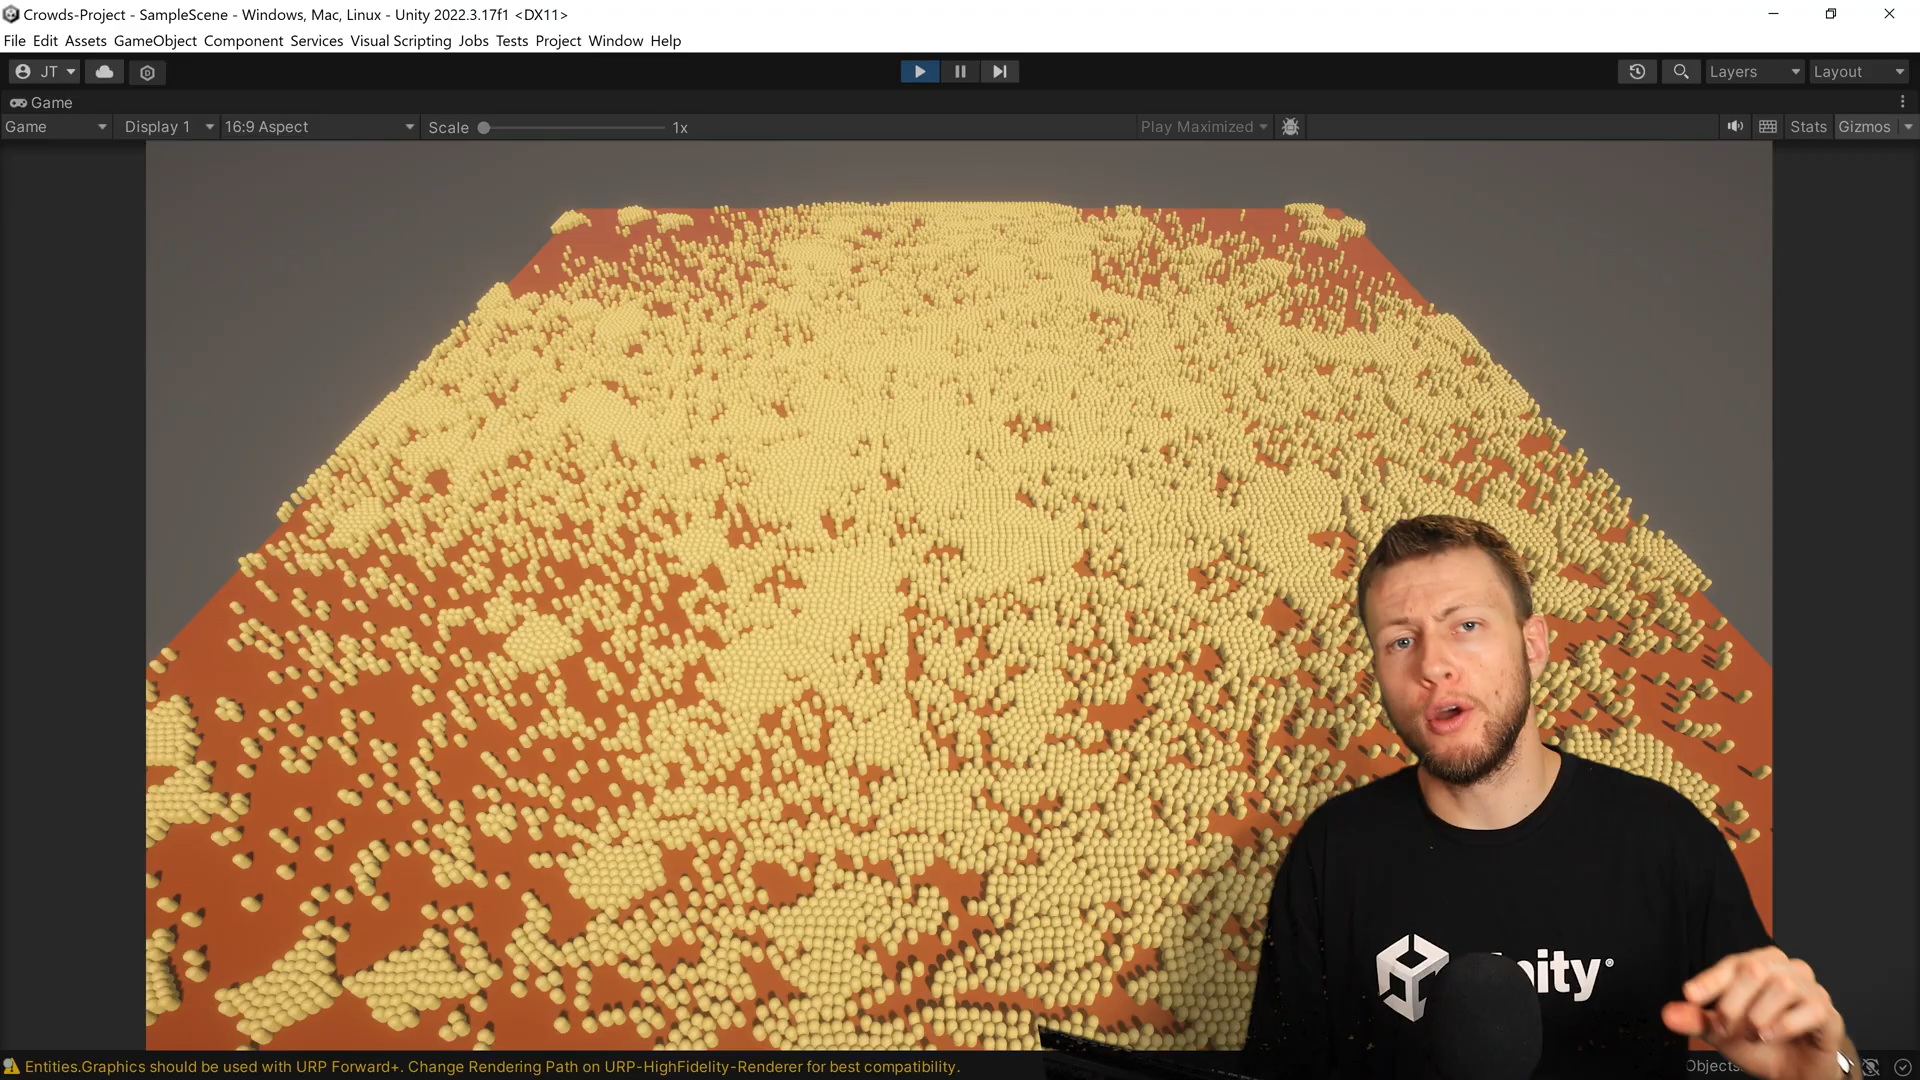 Crowds-Project - SampleScene - Windows, Mac, Linux - Unity 2022.3.17f1 <DX11>
File Edit Assets GameObject Component Services Visual Scripting Jobs Tests Project Window Help
JT Layers Layout
Game
Game Display 1 16:9 Aspect Scale 1x Play Maximized Stats Gizmos
nity
Entities.Graphics should be used with URP Forward+. Change Rendering Path on URP-HighFidelity-Renderer for best compatibility.
Objects